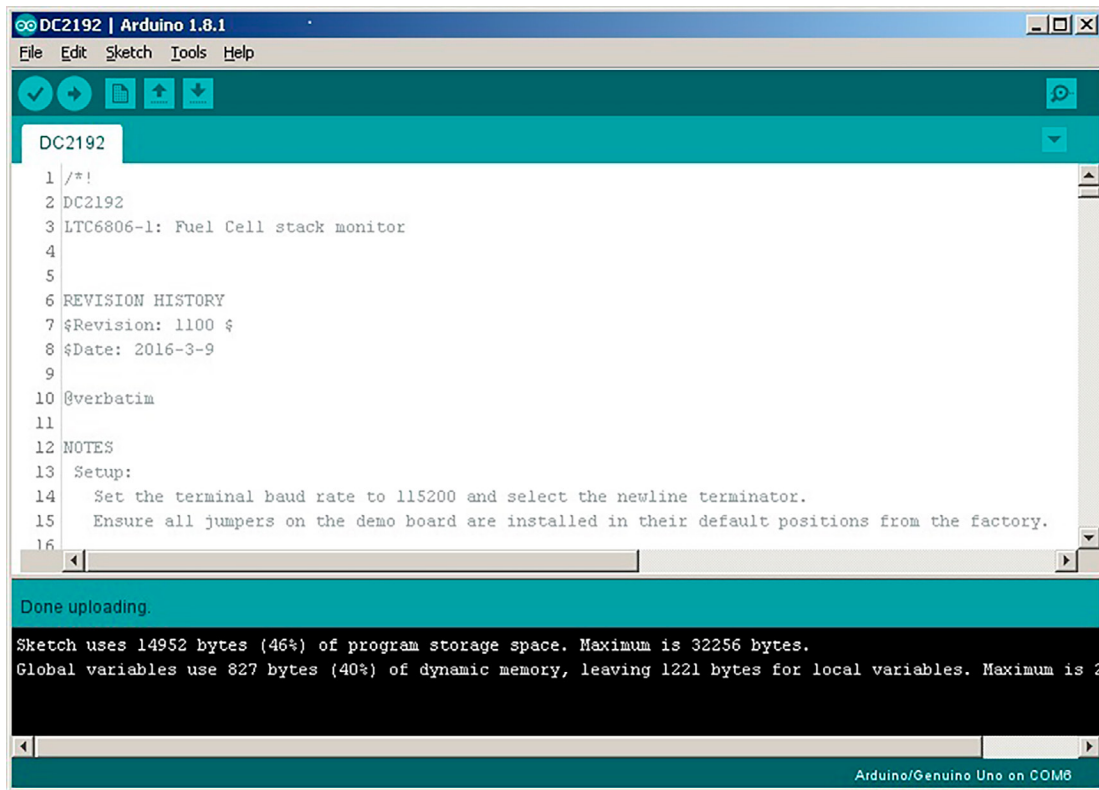 DC2192 | Arduino 1.8.1
File Edit Sketch Tools Help
DC2192
1 /*!
2 DC2192
3 LTC6806-1: Fuel Cell stack monitor
4
5
6 REVISION HISTORY
7 $Revision: 1100 $
8 $Date: 2016-3-9
9
10 @verbatim
11
12 NOTES
13 Setup:
14 Set the terminal baud rate to 115200 and select the newline terminator.
15 Ensure all jumpers on the demo board are installed in their default positions from the factory.
16
Done uploading.
Sketch uses 14952 bytes (46%) of program storage space. Maximum is 32256 bytes.
Global variables use 827 bytes (40%) of dynamic memory, leaving 1221 bytes for local variables. Maximum is
Arduino/Genuino Uno on COM6